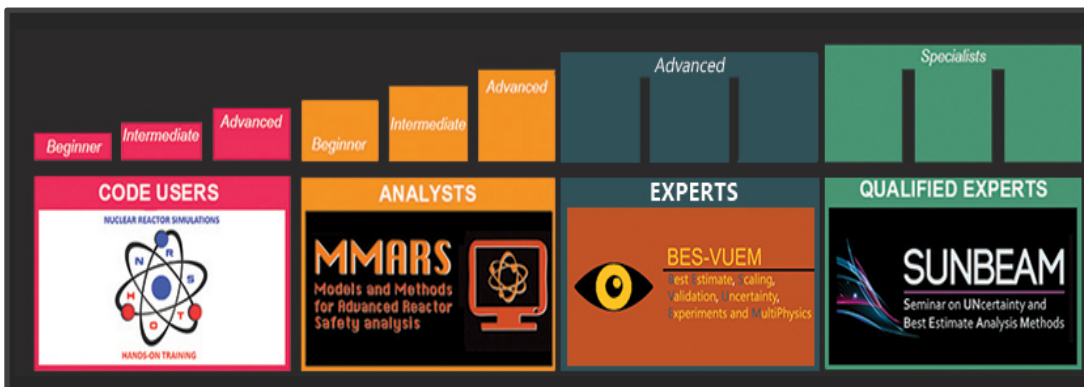 Beginner
Intermediate
Advanced
Beginner
Intermediate
Advanced
Advanced
Specialists
CODE USERS
NUCLEAR REACTOR SIMULATIONS
N
R
S
H
O
T
HANDS-ON TRAINING
ANALYSTS
MMARS
Models and Methods
for Advanced Reactor
Safety analysis
EXPERTS
BES-VUEM
Best Estimate, Scaling,
Validation, Uncertainty,
Experiments and MultiPhysics
QUALIFIED EXPERTS
SUNBEAM
Seminar on UNcertainty and
Best Estimate Analysis Methods